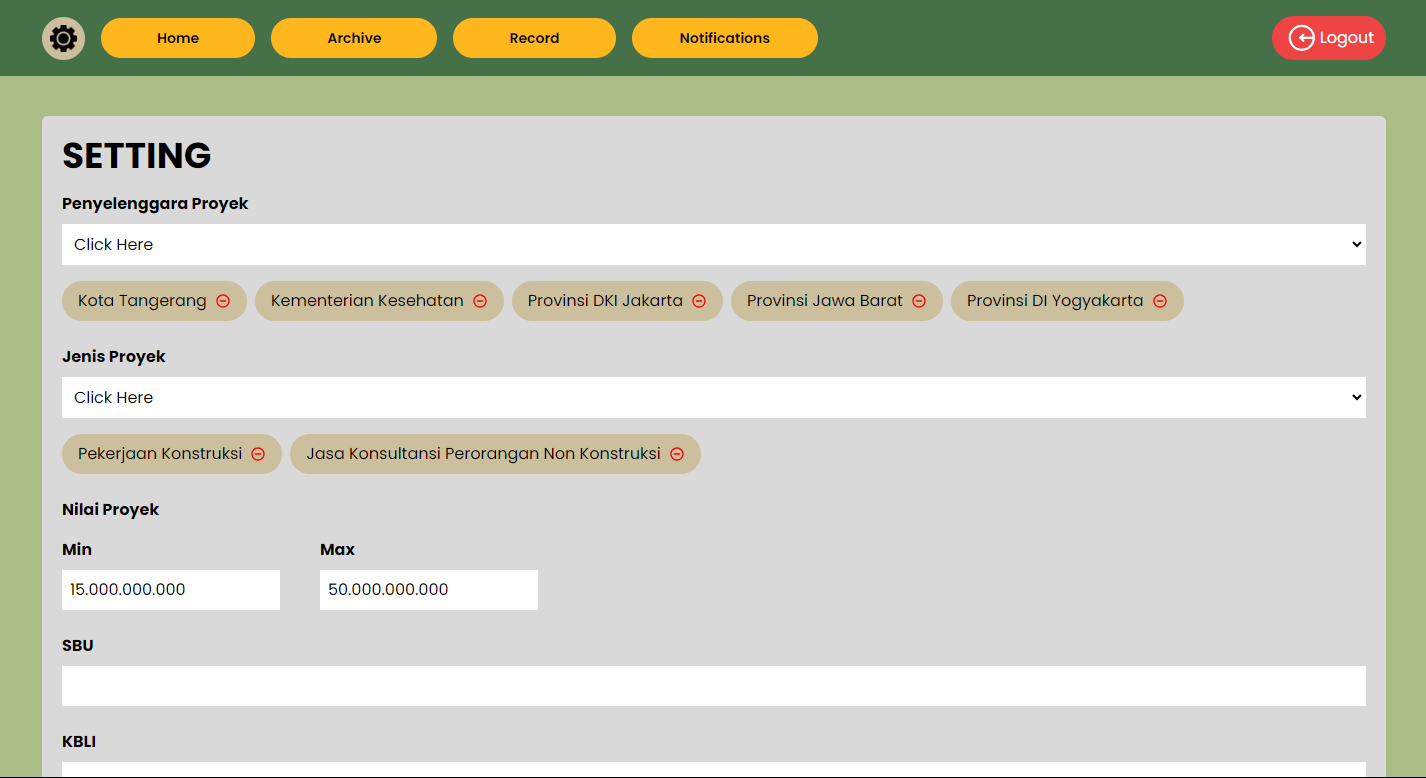 Home Archive Record Notifications Logout
SETTING
Penyelenggara Proyek
Click Here
Kota Tangerang Kementerian Kesehatan Provinsi DKI Jakarta Provinsi Jawa Barat Provinsi DI Yogyakarta
Jenis Proyek
Click Here
Pekerjaan Konstruksi Jasa Konsultansi Perorangan Non Konstruksi
Nilai Proyek
Min Max
15.000.000.000 50.000.000.000
SBU
KBLI